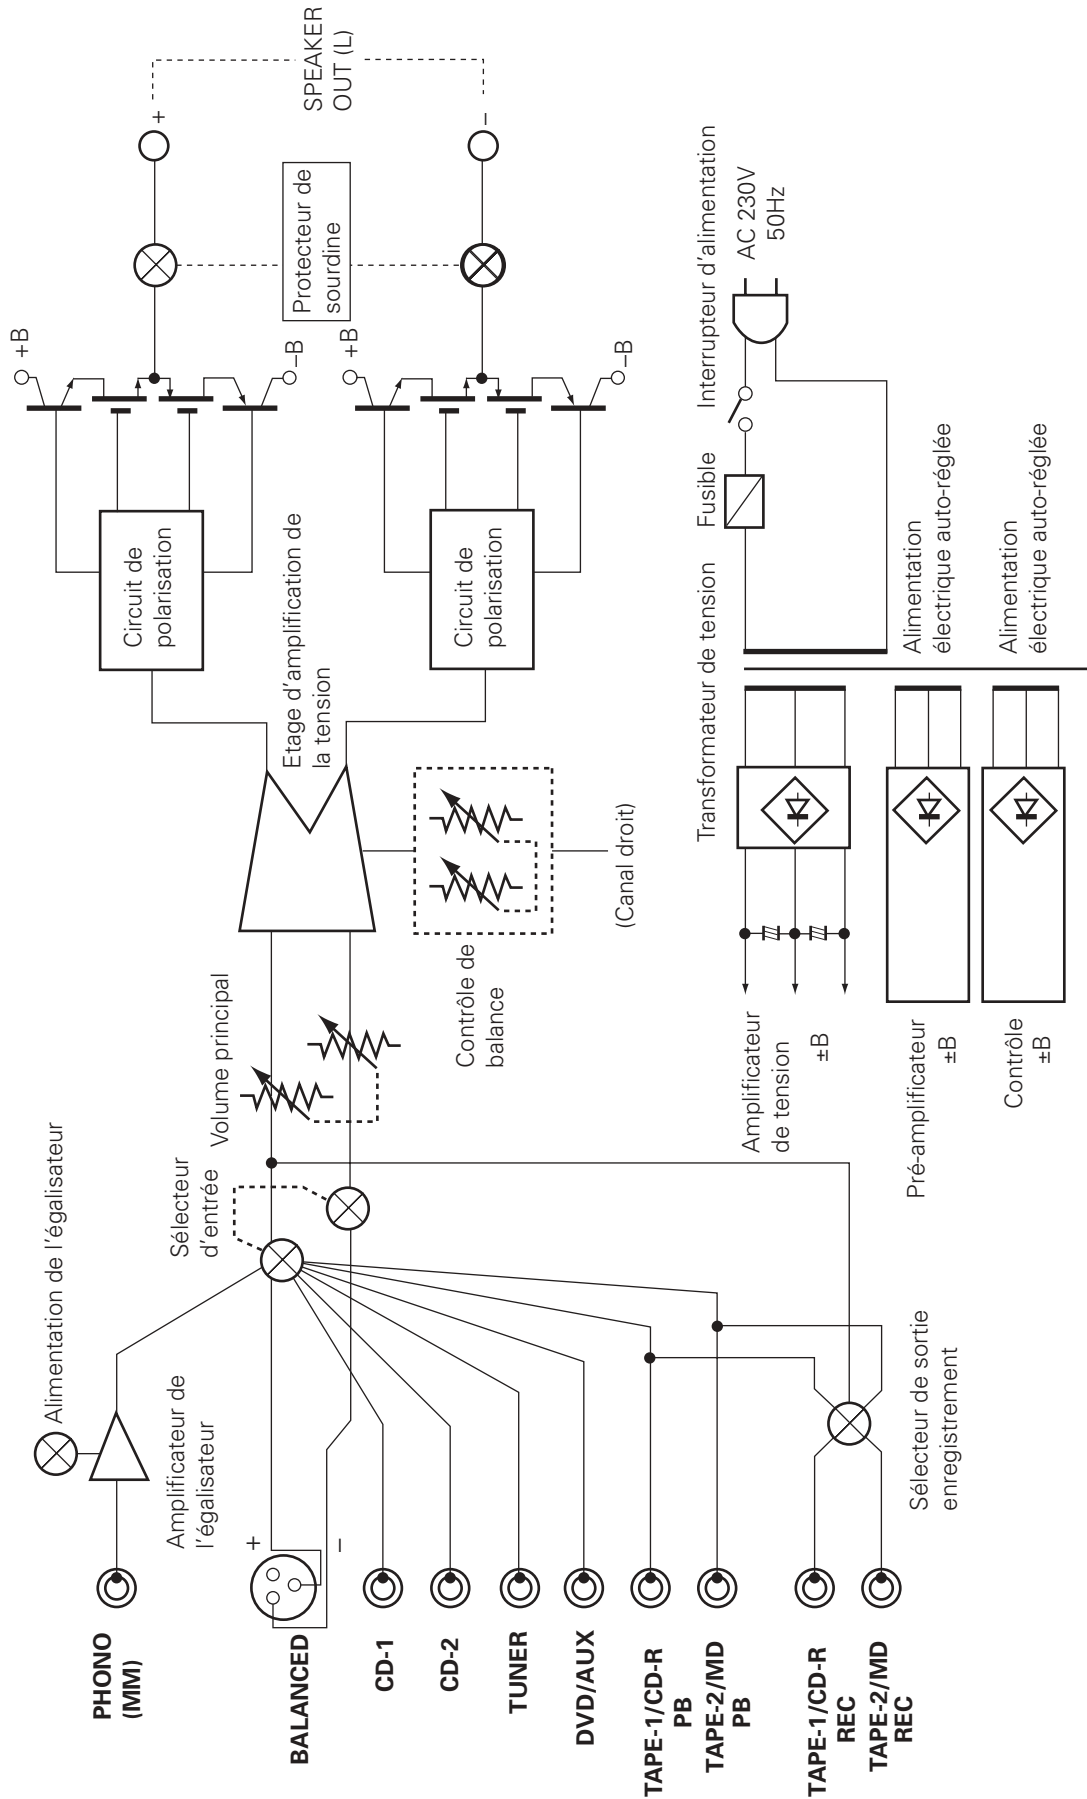 PHONO
(MM)
BALANCED
CD-1
CD-2
TUNER
DVD/AUX
TAPE-1/CD-R
PB
TAPE-2/MD
PB
TAPE-1/CD-R
REC
TAPE-2/MD
REC
Alimentation de l'égalisateur
Amplificateur de
l'égalisateur
+
–
Sélecteur
d'entrée
Volume principal
Sélecteur de sortie
enregistrement
Contrôle de
balance
(Canal droit)
Etage d'amplification de
la tension
Circuit de
polarisation
Circuit de
polarisation
+B
–B
+B
–B
Protecteur de
sourdine
+
–
SPEAKER
OUT (L)
Amplificateur
de tension
±B
Pré-amplificateur
±B
Contrôle
±B
Transformateur de tension
Fusible
Interrupteur d'alimentation
AC 230V
50Hz
Alimentation
électrique auto-réglée
Alimentation
électrique auto-réglée